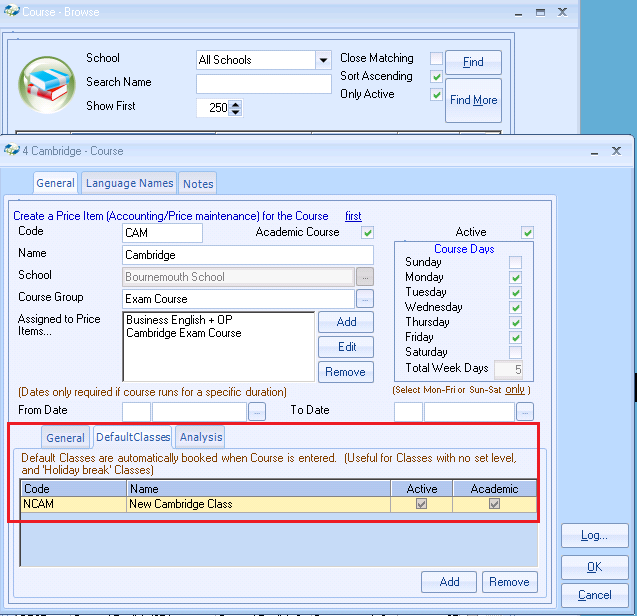 Course - Browse
School
All Schools
Close Matching
Find
Search Name
Sort Ascending
Show First
250
Only Active
Find More
4 Cambridge - Course
General
Language Names
Notes
Create a Price Item (Accounting/Price maintenance) for the Course first
Code
CAM
Academic Course
Active
Name
Cambridge
School
Bournemouth School
...
Course Group
Exam Course
...
Assigned to Price
Items...
Business English + OP
Cambridge Exam Course
Add
Edit
Remove
Course Days
Sunday
Monday
Tuesday
Wednesday
Thursday
Friday
Saturday
Total Week Days
5
(Dates only required if course runs for a specific duration)
(Select Mon-Fri or Sun-Sat only )
From Date
...
To Date
...
General
DefaultClasses
Analysis
Default Classes are automatically booked when Course is entered. (Useful for Classes with no set level,
and 'Holiday break' Classes)
Code
Name
Active
Academic
NCAM
New Cambridge Class
Add
Remove
Log...
OK
Cancel